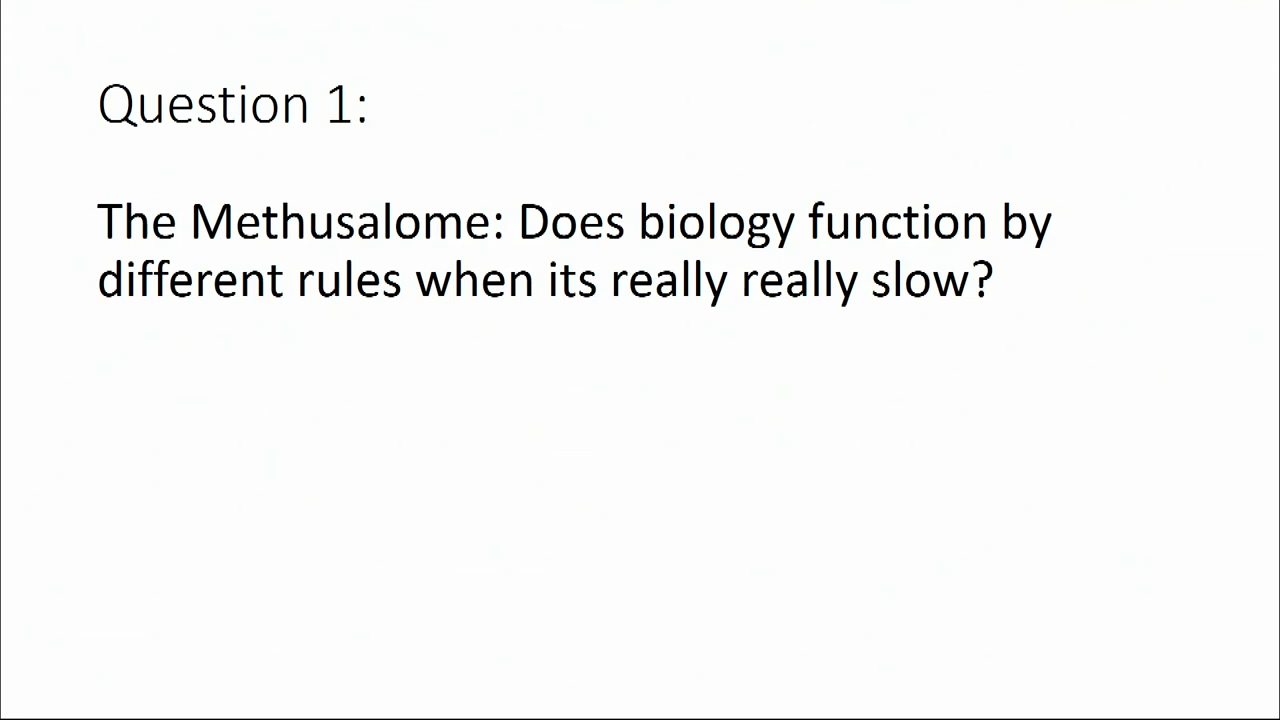 Question 1:
The Methusalome: Does biology function by
different rules when its really really slow?